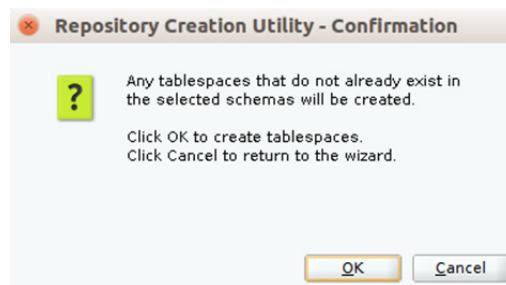 Repository Creation Utility - Confirmation
?
Any tablespaces that do not already exist in
the selected schemas will be created.
Click OK to create tablespaces.
Click Cancel to return to the wizard.
OK
Cancel